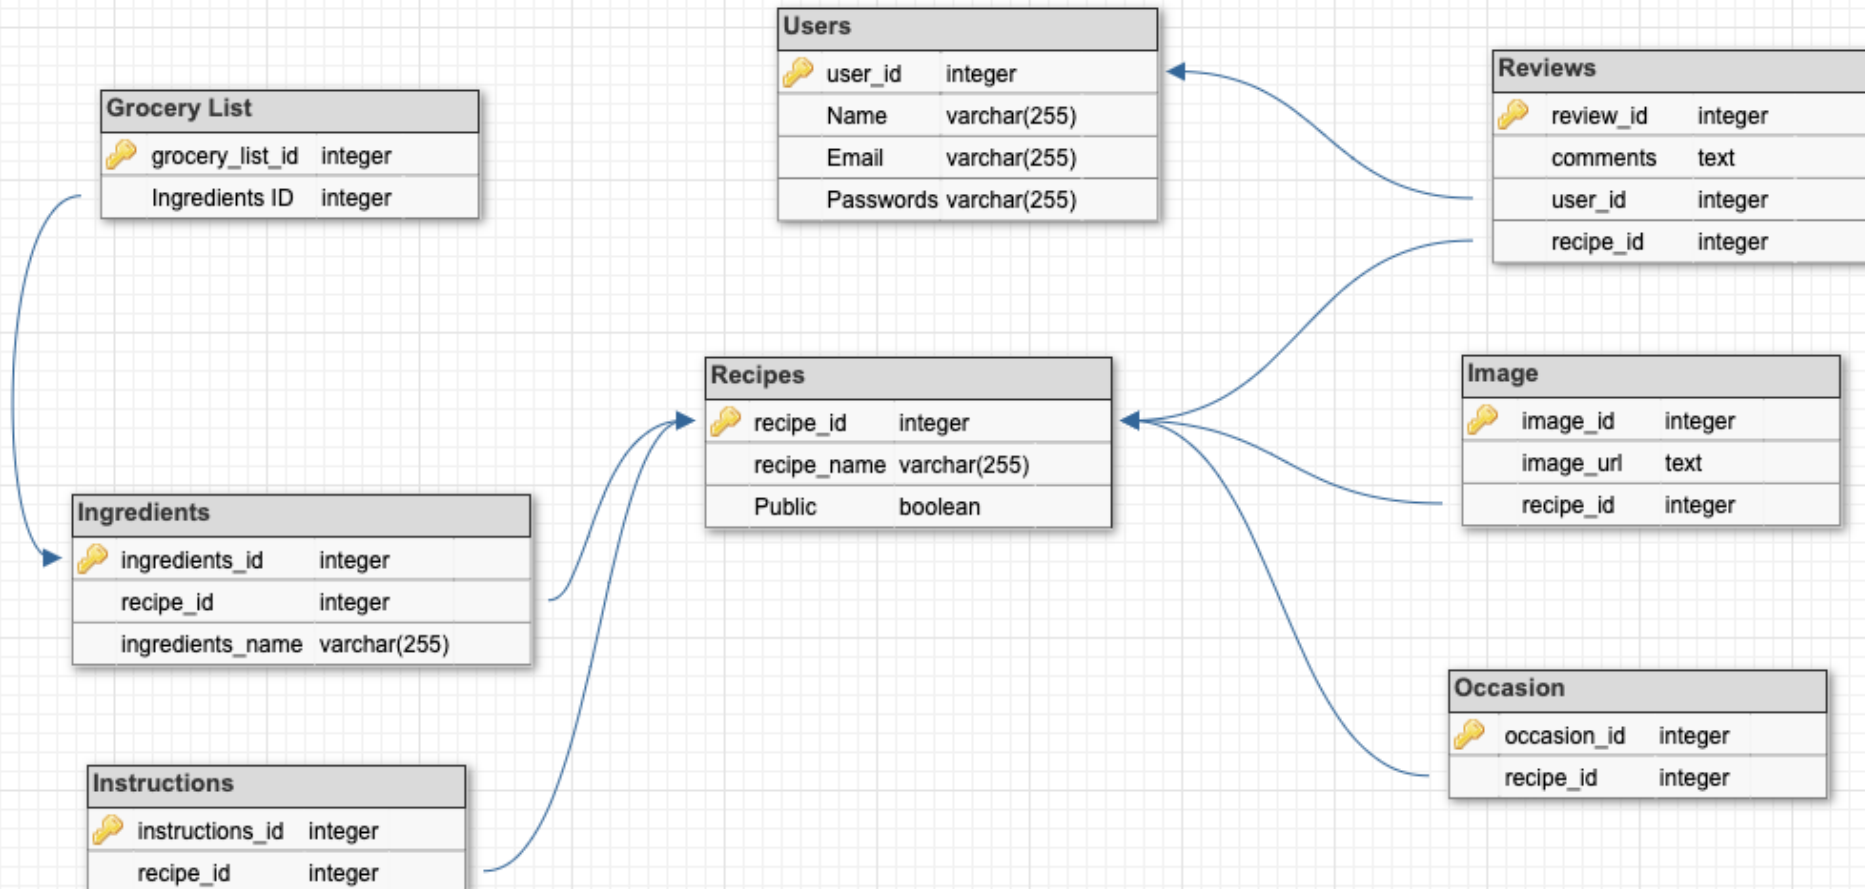 Users
user_id integer
Name varchar(255)
Email varchar(255)
Passwords varchar(255)
Reviews
review_id integer
comments text
user_id integer
recipe_id integer
Grocery List
grocery_list_id integer
Ingredients ID integer
Recipes
recipe_id integer
recipe_name varchar(255)
Public boolean
Image
image_id integer
image_url text
recipe_id integer
Ingredients
ingredients_id integer
recipe_id integer
ingredients_name varchar(255)
Occasion
occasion_id integer
recipe_id integer
Instructions
instructions_id integer
recipe_id integer